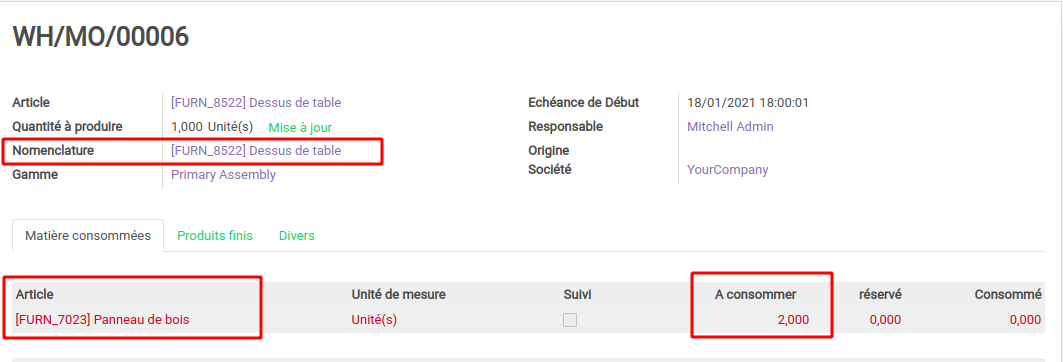 WH/MO/00006
Article [FURN_8522] Dessus de table Echéance de Début 18/01/2021 18:00:01
Quantité à produire 1,000 Unité(s) Mise à jour Responsable Mitchell Admin
Nomenclature [FURN_8522] Dessus de table Origine
Gamme Primary Assembly Société YourCompany
Matière consommées Produits finis Divers
Article Unité de mesure Suivi A consommer réservé Consommé
[FURN_7023] Panneau de bois Unité(s) 2,000 0,000 0,000